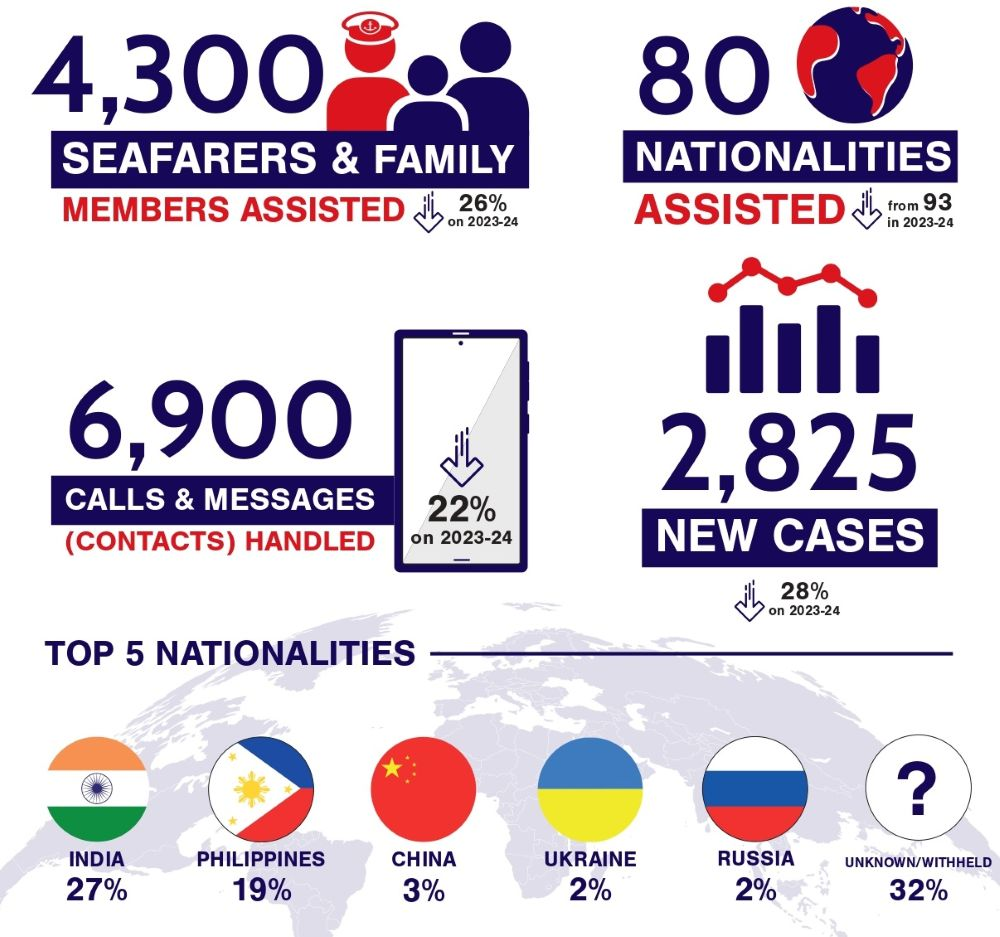 4,300
SEAFARERS & FAMILY
MEMBERS ASSISTED
26%
on 2023-24
80
NATIONALITIES
ASSISTED
from 93
in 2023-24
6,900
CALLS & MESSAGES
(CONTACTS) HANDLED
22%
on 2023-24
2,825
NEW CASES
28%
on 2023-24
TOP 5 NATIONALITIES
INDIA
27%
PHILIPPINES
19%
CHINA
3%
UKRAINE
2%
RUSSIA
2%
?
UNKNOWN/WITHHELD
32%